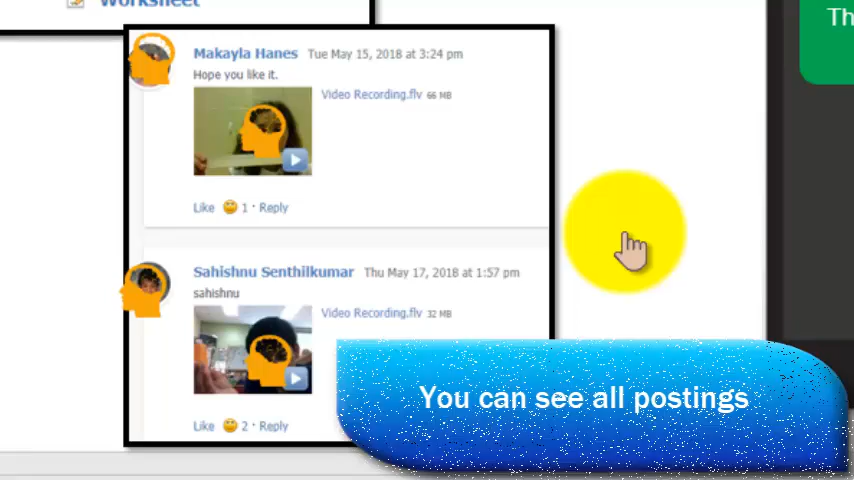 Worksheet
Th
Makayla Hanes Tue May 15, 2018 at 3:24 pm
Hope you like it.
Video Recording.flv 66 MB
Like 1 · Reply
Sahishnu Senthilkumar Thu May 17, 2018 at 1:57 pm
sahishnu
Video Recording.flv 32 MB
Like 2 · Reply
You can see all postings